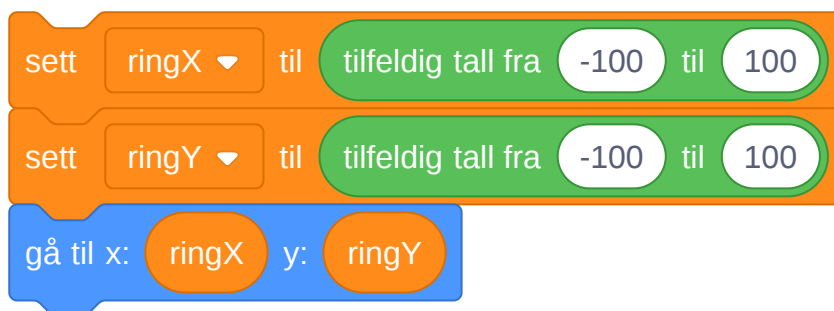 sett ringX til tilfeldig tall fra -100 til 100
sett ringY til tilfeldig tall fra -100 til 100
gå til x: ringX y: ringY